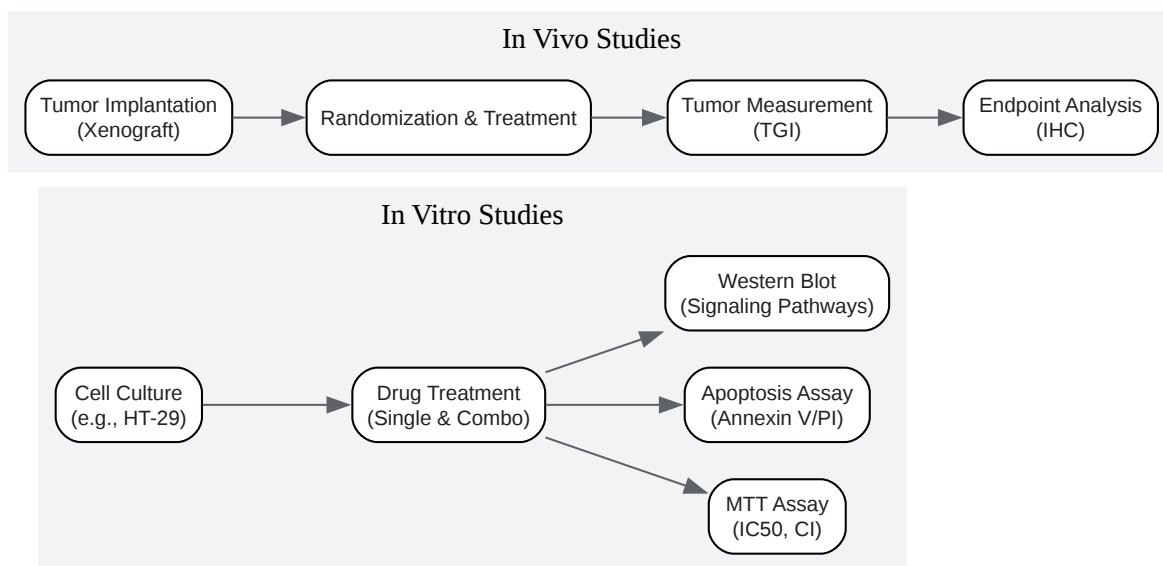 In Vivo Studies
Tumor Implantation
(Xenograft)
Randomization & Treatment
Tumor Measurement
(TGI)
Endpoint Analysis
(IHC)
In Vitro Studies
Cell Culture
(e.g., HT-29)
Drug Treatment
(Single & Combo)
Western Blot
(Signaling Pathways)
Apoptosis Assay
(Annexin V/PI)
MTT Assay
(IC50, CI)